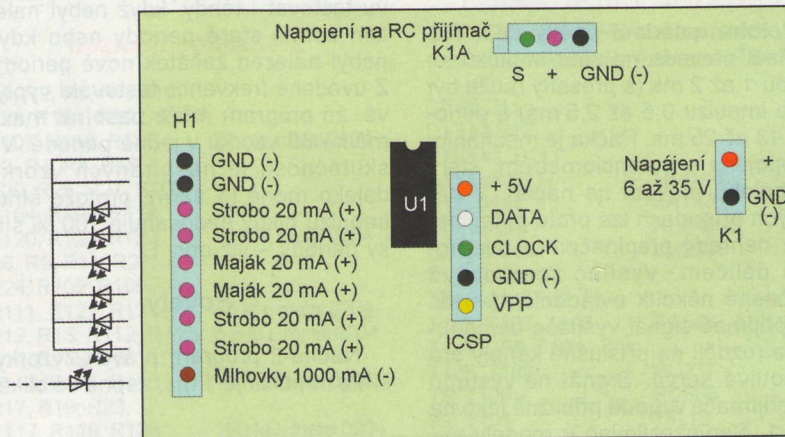 Napojení na RC přijímač
K1A
S + GND (-)
H1
GND (-)
GND (-)
Strobo 20 mA (+)
Strobo 20 mA (+)
Maják 20 mA (+)
Maják 20 mA (+)
Strobo 20 mA (+)
Strobo 20 mA (+)
Mlhovky 1000 mA (-)
U1
+ 5V
DATA
CLOCK
GND (-)
VPP
ICSP
Napájení
6 až 35 V
+
GND
(-)
K1